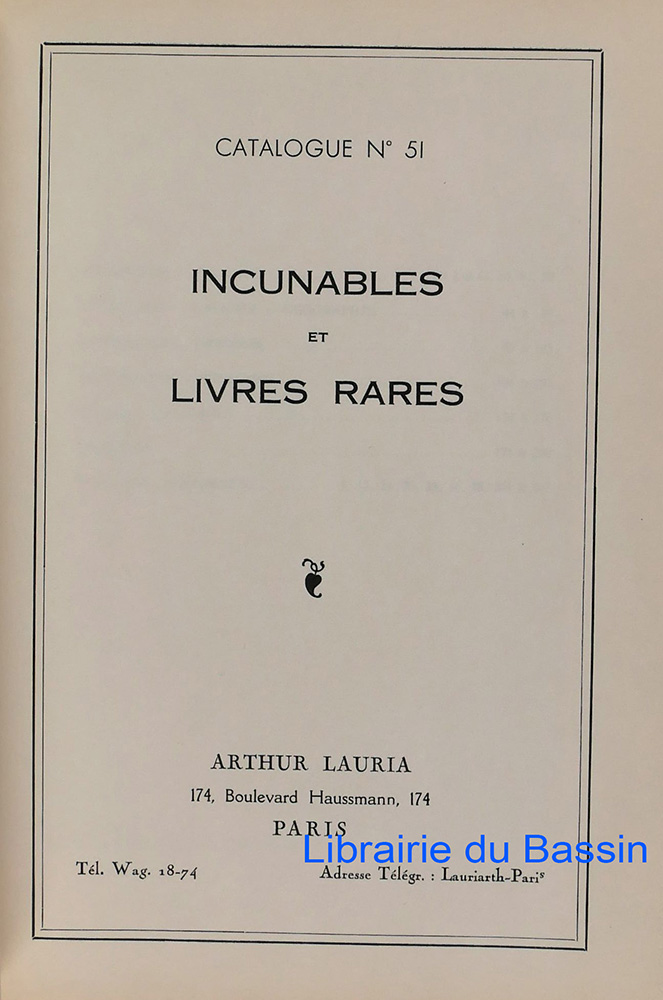 CATALOGUE N° 51
INCUNABLES
ET
LIVRES RARES
ARTHUR LAURIA
174, Boulevard Haussmann, 174
PARIS
Librairie du Bassin
Tél. Wag. 18-74
Adresse Télégr. : Lauriarth-Paris